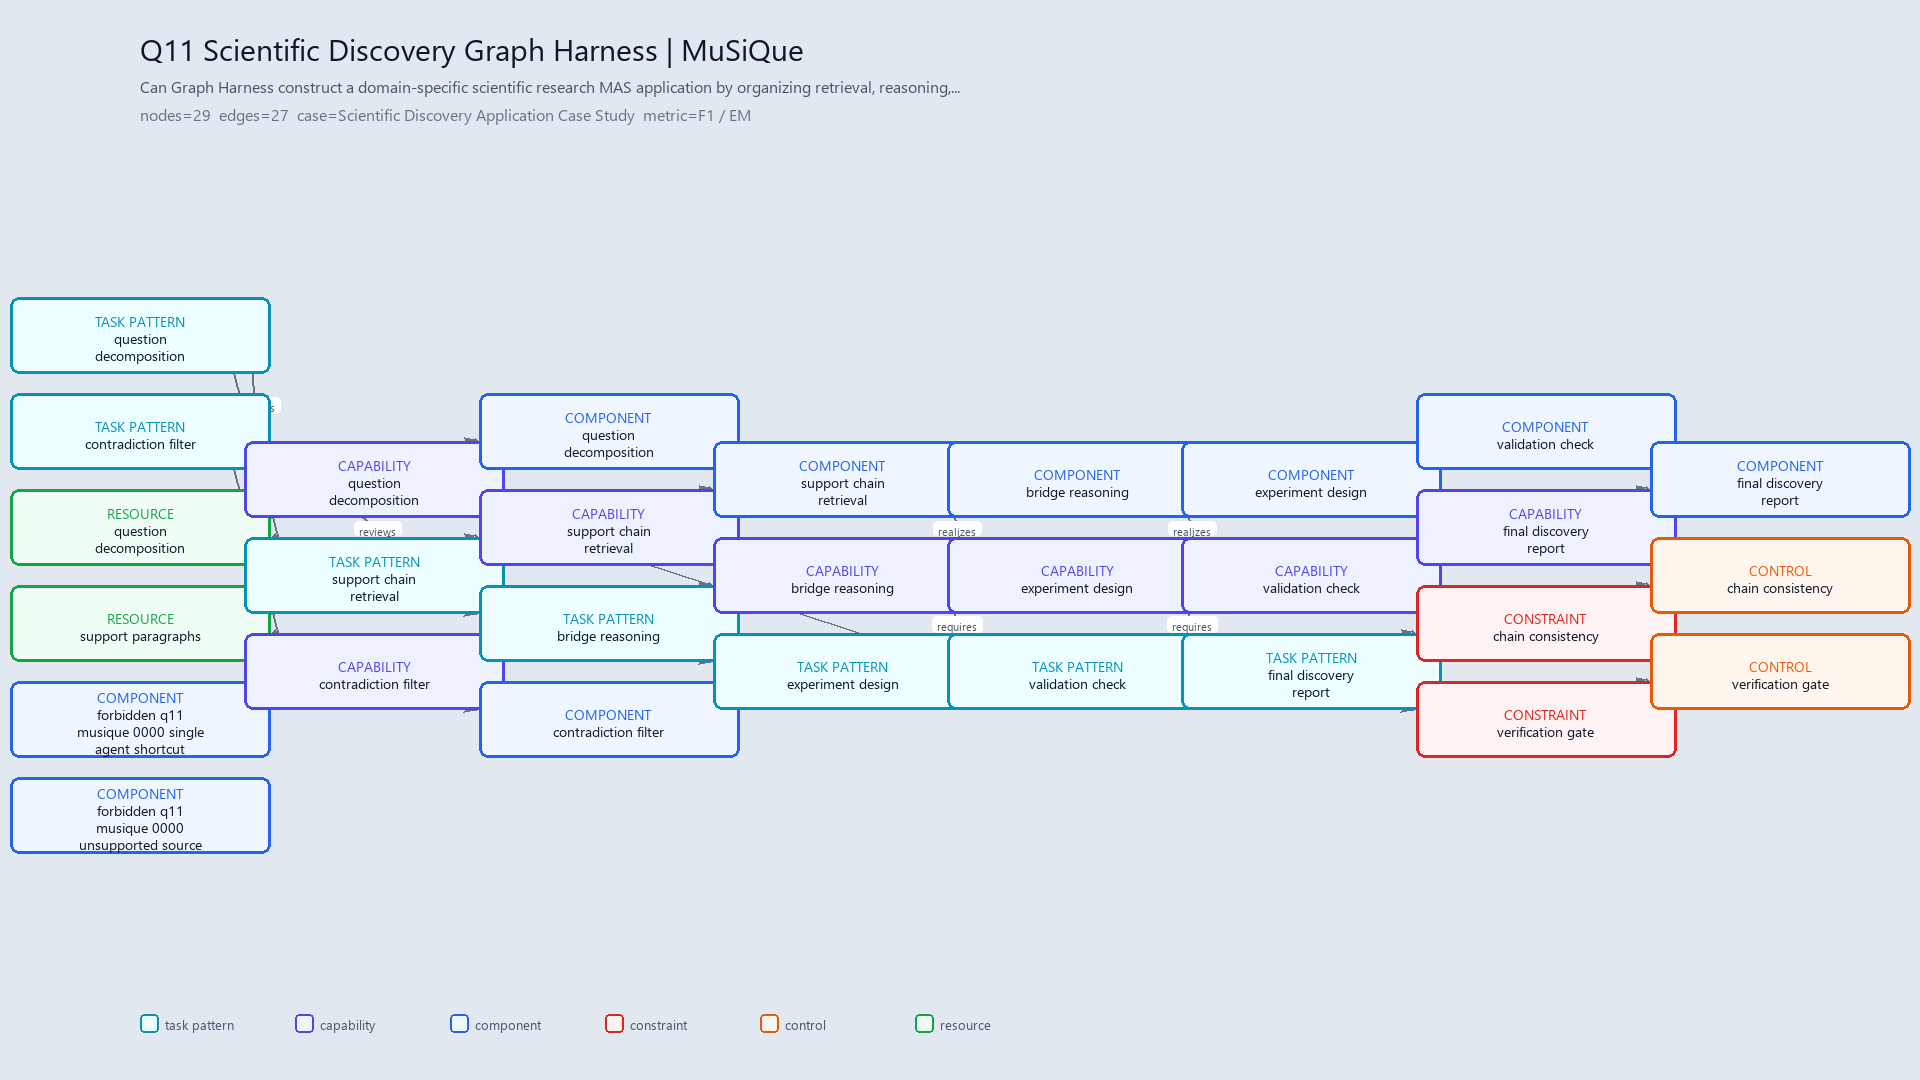 Q11 Scientific Discovery Graph Harness | MuSiQue
Can Graph Harness construct a domain-specific scientific research MAS application by organizing retrieval, reasoning,...
nodes=29 edges=27 case=Scientific Discovery Application Case Study metric=F1 / EM
TASK PATTERN
question
decomposition
TASK PATTERN
contradiction filter
RESOURCE
question
decomposition
RESOURCE
support paragraphs
COMPONENT
forbidden q11
musique 0000 single
agent shortcut
COMPONENT
forbidden q11
musique 0000
unsupported source
CAPABILITY
question
decomposition
reviews
TASK PATTERN
support chain
retrieval
CAPABILITY
contradiction filter
COMPONENT
question
decomposition
CAPABILITY
support chain
retrieval
TASK PATTERN
bridge reasoning
COMPONENT
contradiction filter
COMPONENT
support chain
retrieval
CAPABILITY
bridge reasoning
TASK PATTERN
experiment design
COMPONENT
bridge reasoning
realizes
CAPABILITY
experiment design
requires
TASK PATTERN
validation check
COMPONENT
experiment design
realizes
CAPABILITY
validation check
requires
TASK PATTERN
final discovery
report
COMPONENT
validation check
CAPABILITY
final discovery
report
CONSTRAINT
chain consistency
CONSTRAINT
verification gate
COMPONENT
final discovery
report
CONTROL
chain consistency
CONTROL
verification gate
task pattern
capability
component
constraint
control
resource